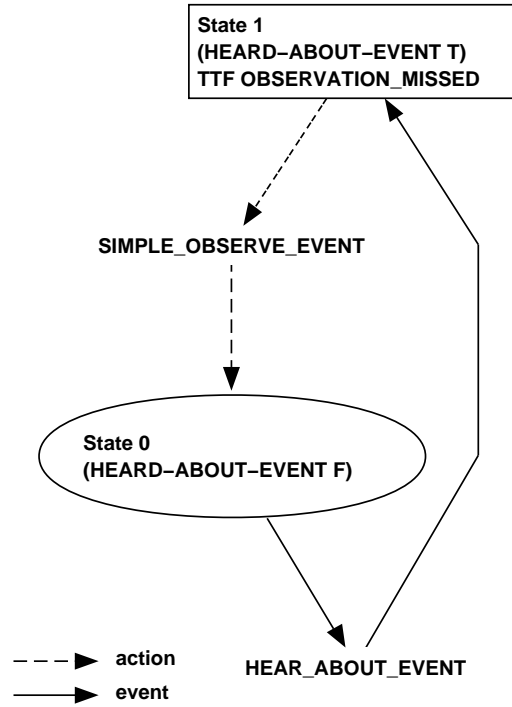 State 1
(HEARD–ABOUT–EVENT T)
TTF OBSERVATION_MISSED
SIMPLE_OBSERVE_EVENT
State 0
(HEARD–ABOUT–EVENT F)
HEAR_ABOUT_EVENT
action
event